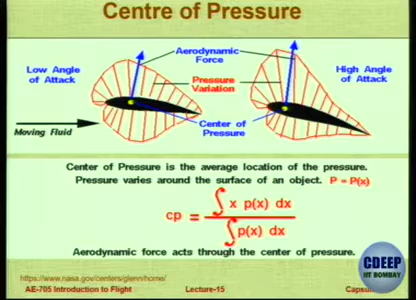 Centre of Pressure
Aerodynamic
Force
Low Angle
of Attack
Pressure
Variation
High Angle
of Attack
Center of
Pressure
Moving Fluid
Center of Pressure is the average location of the pressure.
Pressure varies around the surface of an object. P = P(x)
cp = ∫ x p(x) dx / ∫ p(x) dx
Aerodynamic force acts through the center of pressure.
CDEEP
IIT BOMBAY
https://www.nasa.gov/centers/glenn/home/
AE-705 Introduction to Flight Lecture-15 Capsu